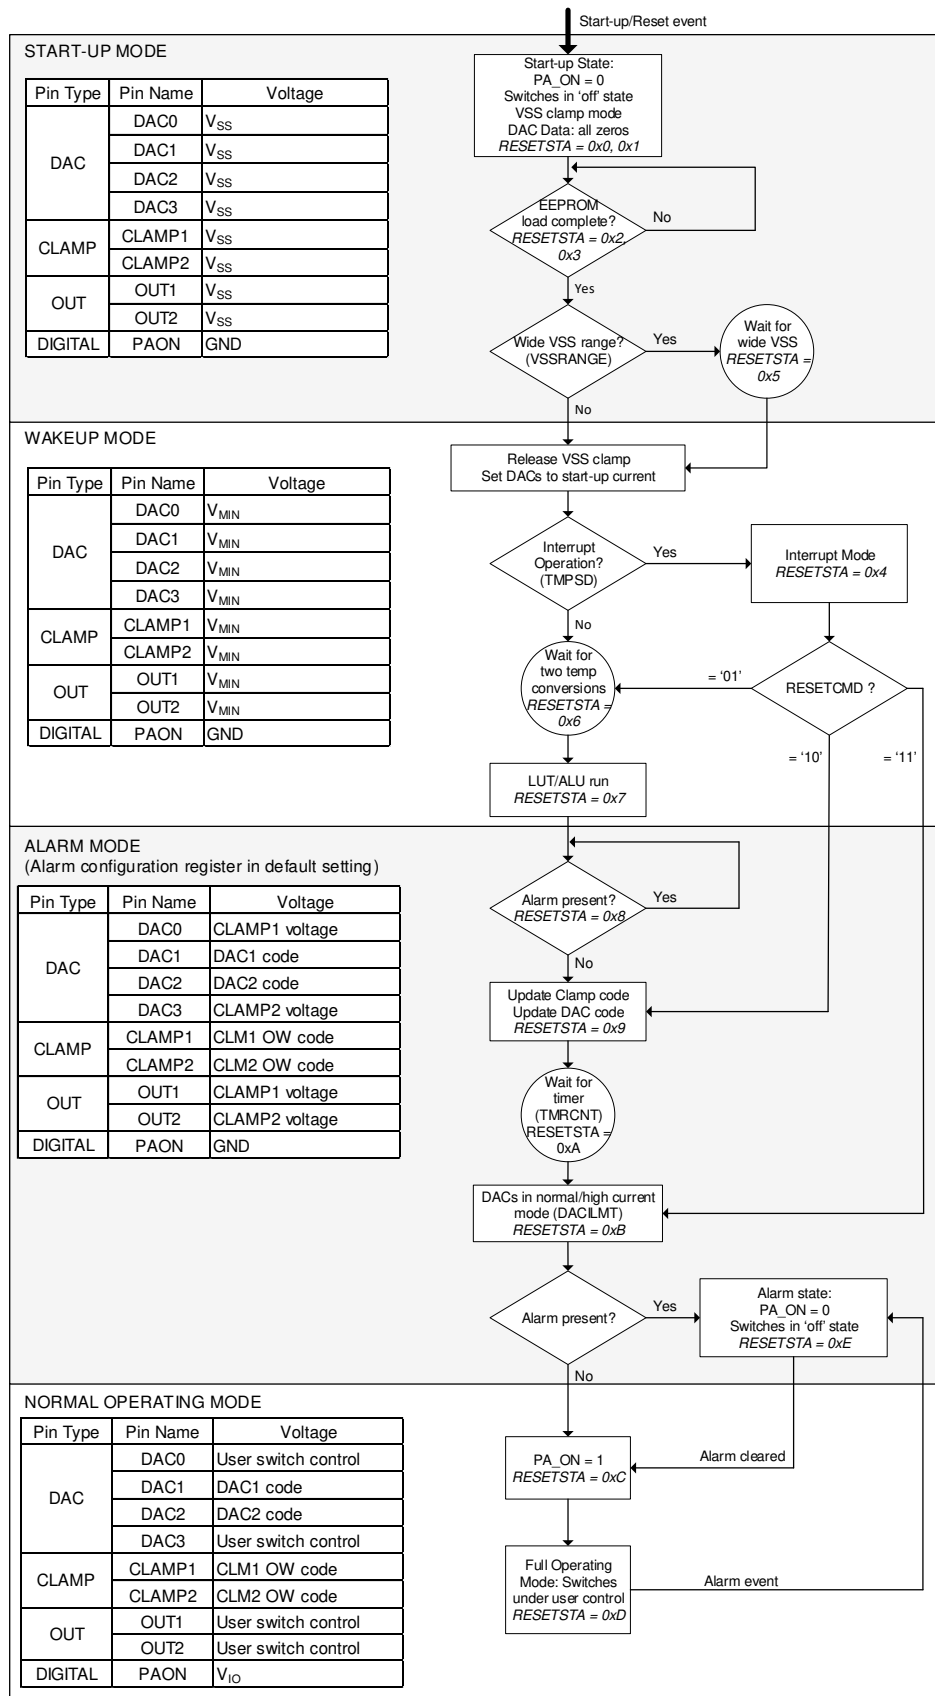 Start-up/Reset event
START-UP MODE
Pin Type Pin Name Voltage
DAC
DAC0 VSS
DAC1 VSS
DAC2 VSS
DAC3 VSS
CLAMP
CLAMP1 VSS
CLAMP2 VSS
OUT
OUT1 VSS
OUT2 VSS
DIGITAL PAON GND
Start-up State:
PA_ON = 0
Switches in ‘off’ state
VSS clamp mode
DAC Data: all zeros
RESETSTA = 0x0, 0x1
EEPROM
load complete?
RESETSTA = 0x2,
0x3
No
Yes
Wide VSS range?
(VSSRANGE)
Yes
No
Wait for
wide VSS
RESETSTA =
0x5
WAKEUP MODE
Pin Type Pin Name Voltage
DAC
DAC0 VMIN
DAC1 VMIN
DAC2 VMIN
DAC3 VMIN
CLAMP
CLAMP1 VMIN
CLAMP2 VMIN
OUT
OUT1 VMIN
OUT2 VMIN
DIGITAL PAON GND
Release VSS clamp
Set DACs to start-up current
Interrupt
Operation?
(TMPSD)
Yes
No
Interrupt Mode
RESETSTA = 0x4
Wait for
two temp
conversions
RESETSTA =
0x6
= ‘01’
RESETCMD ?
= ‘10’
= ‘11’
LUT/ALU run
RESETSTA = 0x7
ALARM MODE
(Alarm configuration register in default setting)
Pin Type Pin Name Voltage
DAC
DAC0 CLAMP1 voltage
DAC1 DAC1 code
DAC2 DAC2 code
DAC3 CLAMP2 voltage
CLAMP
CLAMP1 CLM1 OW code
CLAMP2 CLM2 OW code
OUT
OUT1 CLAMP1 voltage
OUT2 CLAMP2 voltage
DIGITAL PAON GND
Alarm present?
RESETSTA = 0x8
Yes
No
Update Clamp code
Update DAC code
RESETSTA = 0x9
Wait for
timer
(TMRCNT)
RESETSTA =
0xA
DACs in normal/high current
mode (DACILMT)
RESETSTA = 0xB
Alarm present?
Yes
No
Alarm state:
PA_ON = 0
Switches in ‘off’ state
RESETSTA = 0xE
NORMAL OPERATING MODE
Pin Type Pin Name Voltage
DAC
DAC0 User switch control
DAC1 DAC1 code
DAC2 DAC2 code
DAC3 User switch control
CLAMP
CLAMP1 CLM1 OW code
CLAMP2 CLM2 OW code
OUT
OUT1 User switch control
OUT2 User switch control
DIGITAL PAON VIO
PA_ON = 1
RESETSTA = 0xC
Alarm cleared
Full Operating
Mode: Switches
under user control
RESETSTA = 0xD
Alarm event